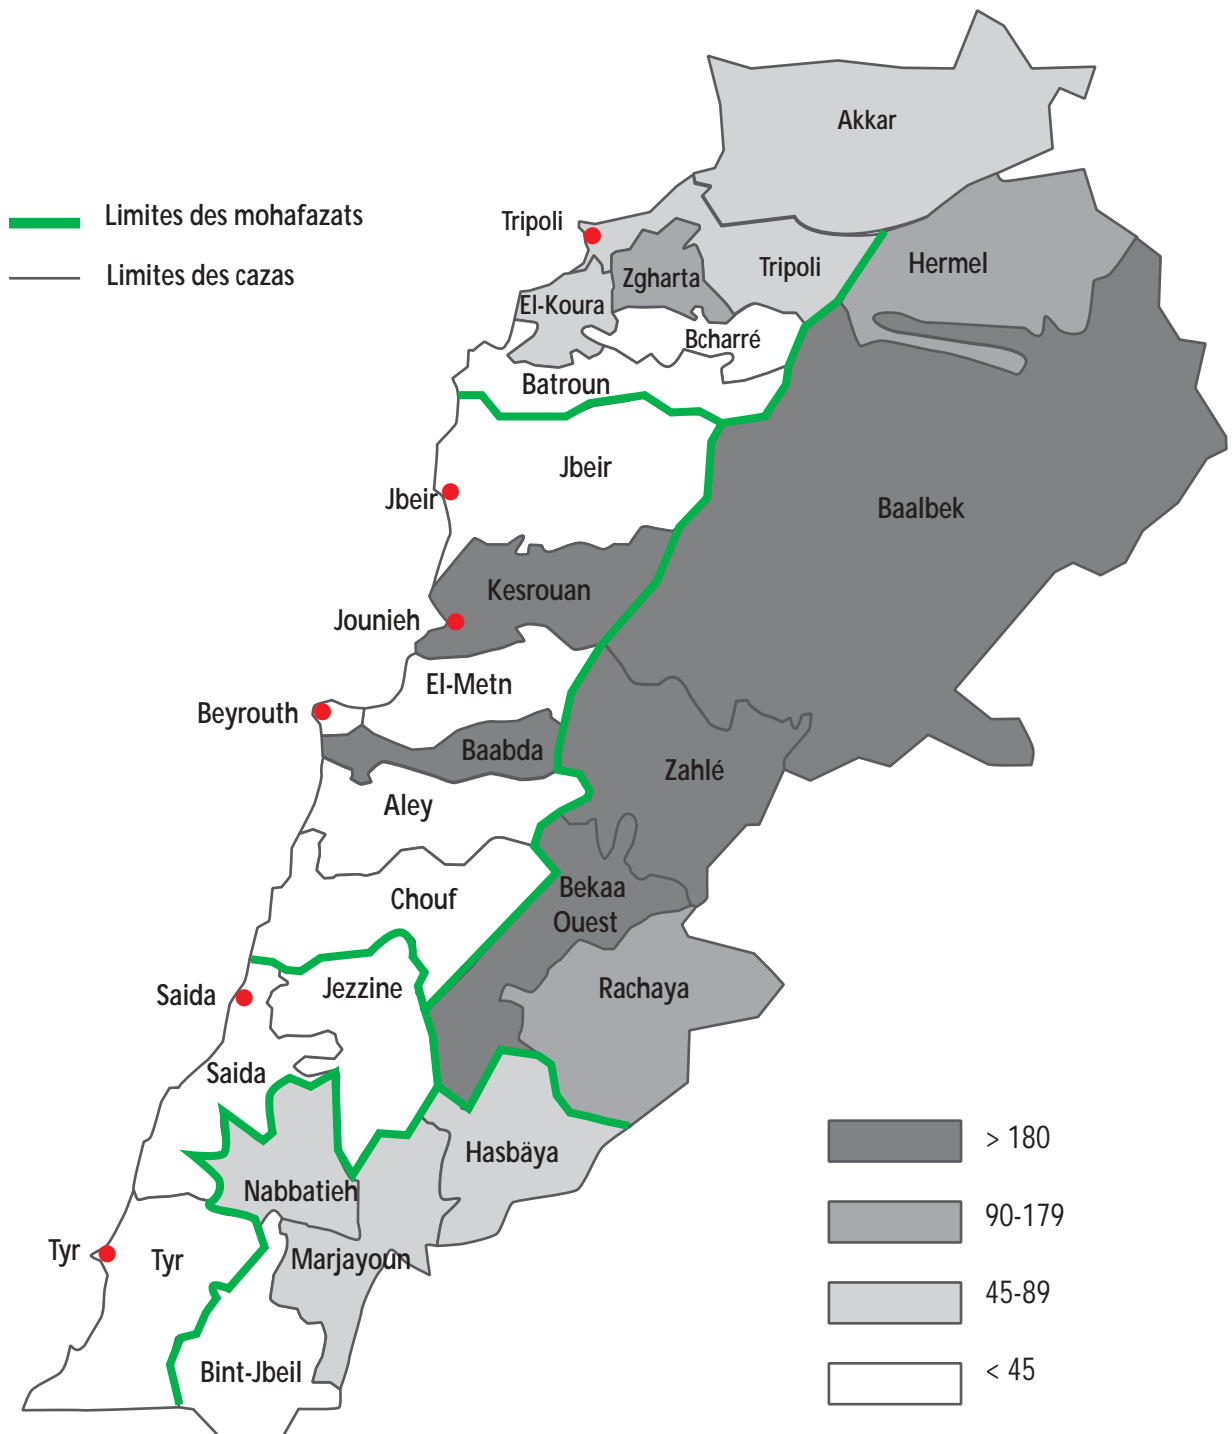 Akkar
Limites des mohafazats
Tripoli
Limites des cazas
Zgharta
Tripoli
Hermel
El-Koura
Bcharré
Batroun
Jbeir
Jbeir
Baalbek
Kesrouan
Jounieh
El-Metn
Beyrouth
Baabda
Zahlé
Aley
Bekaa
Ouest
Chouf
Saida
Jezzine
Rachaya
Saida
Hasbäya
> 180
Nabbatieh
90-179
Tyr
Tyr
Marjayoun
45-89
Bint-Jbeil
< 45